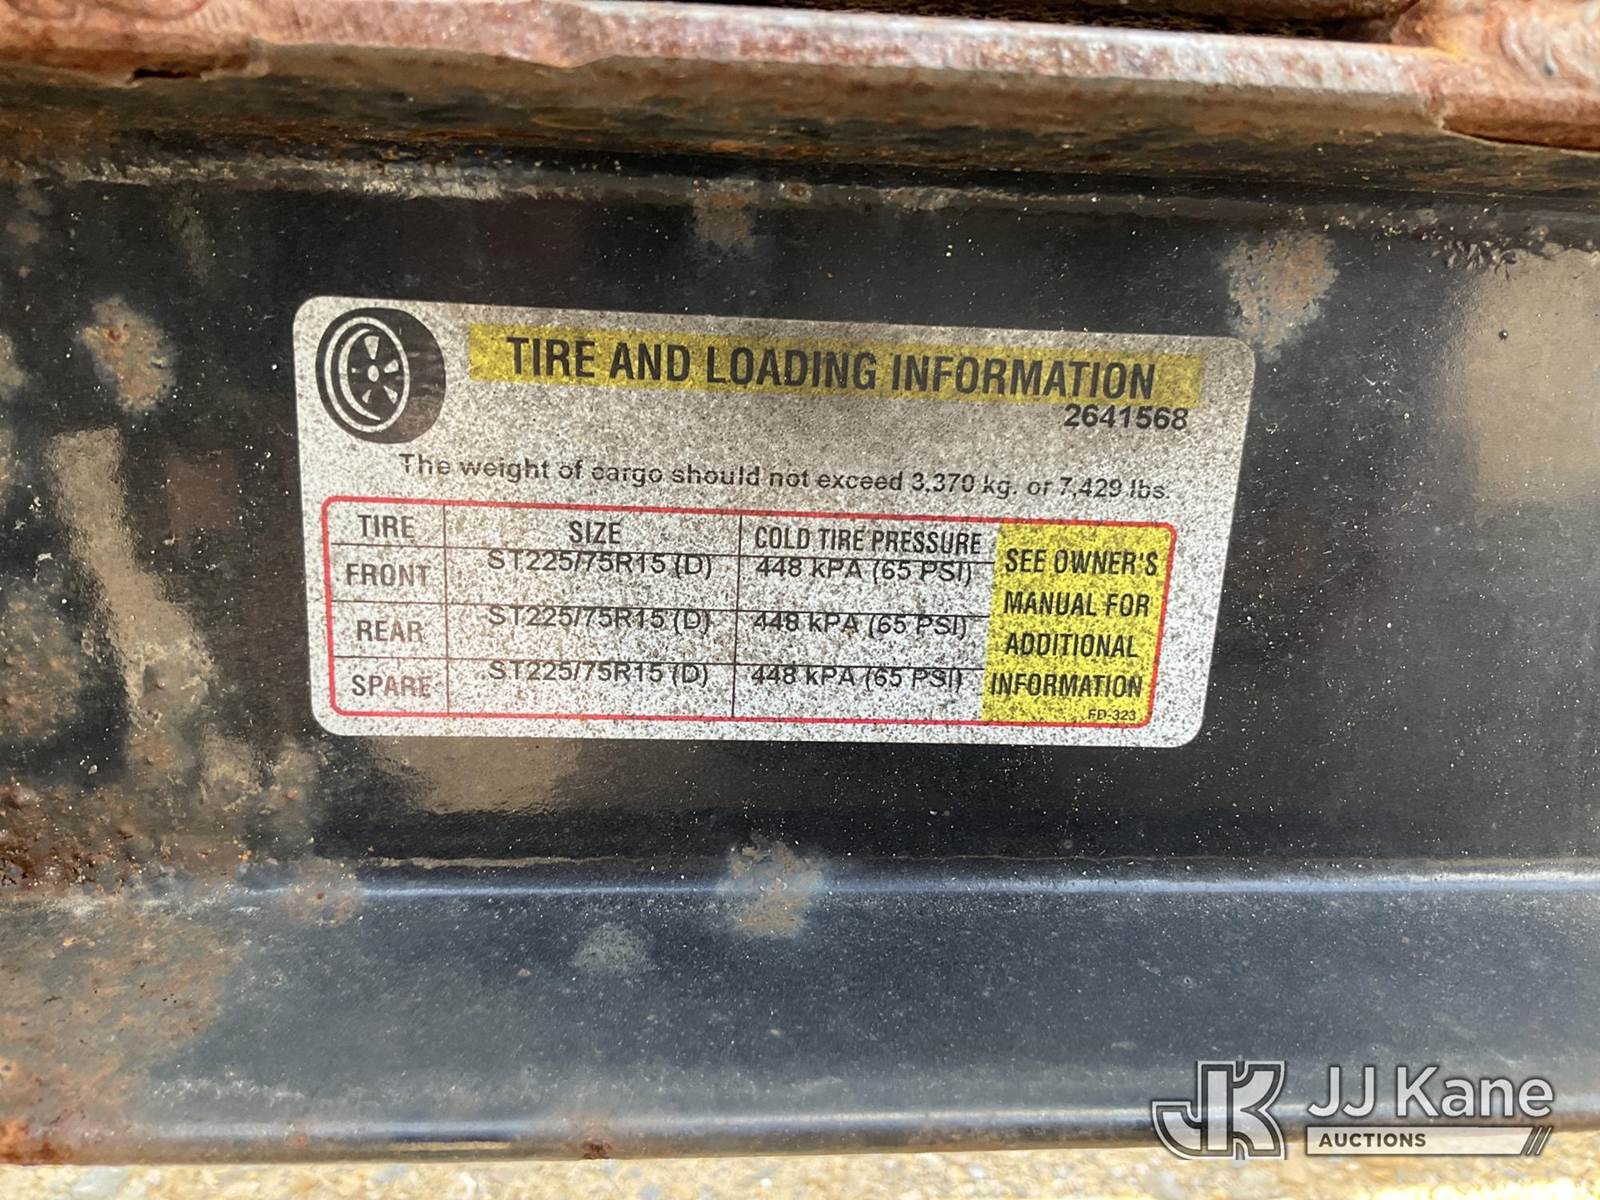 TIRE AND LOADING INFORMATION
2641568
The weight of cargo should not exceed 3,370 kg. or 7,429 lbs.
TIRE SIZE COLD TIRE PRESSURE
FRONT ST225/75R15 (D) 448 kPA (65 PSI)
REAR ST225/75R15 (D) 448 kPA (65 PSI)
SPARE ST225/75R15 (D) 448 kPA (65 PSI)
SEE OWNER'S
MANUAL FOR
ADDITIONAL
INFORMATION
FD-323
JK JJ Kane
AUCTIONS